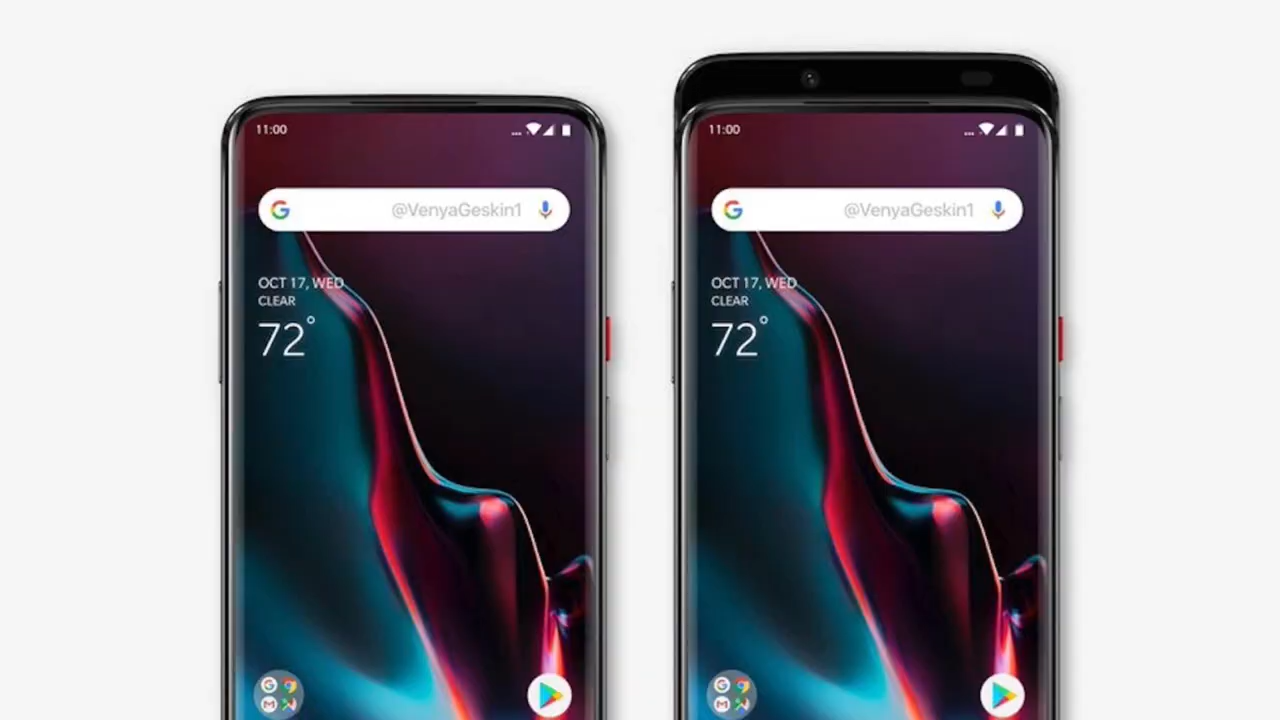 11:00
@VenyaGeskin1
OCT 17, WED
CLEAR
72°
11:00
@VenyaGeskin1
OCT 17, WED
CLEAR
72°